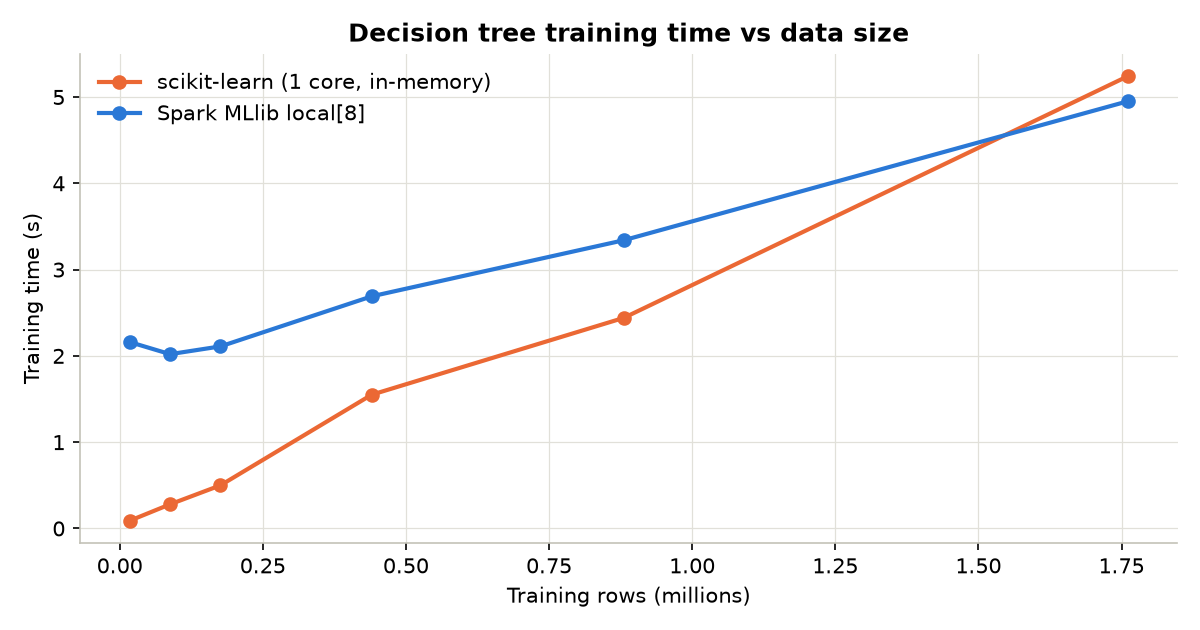 Decision tree training time vs data size
scikit-learn (1 core, in-memory)
Spark MLlib local[8]
Training time (s)
5
4
3
2
1
0
0.00 0.25 0.50 0.75 1.00 1.25 1.50 1.75
Training rows (millions)